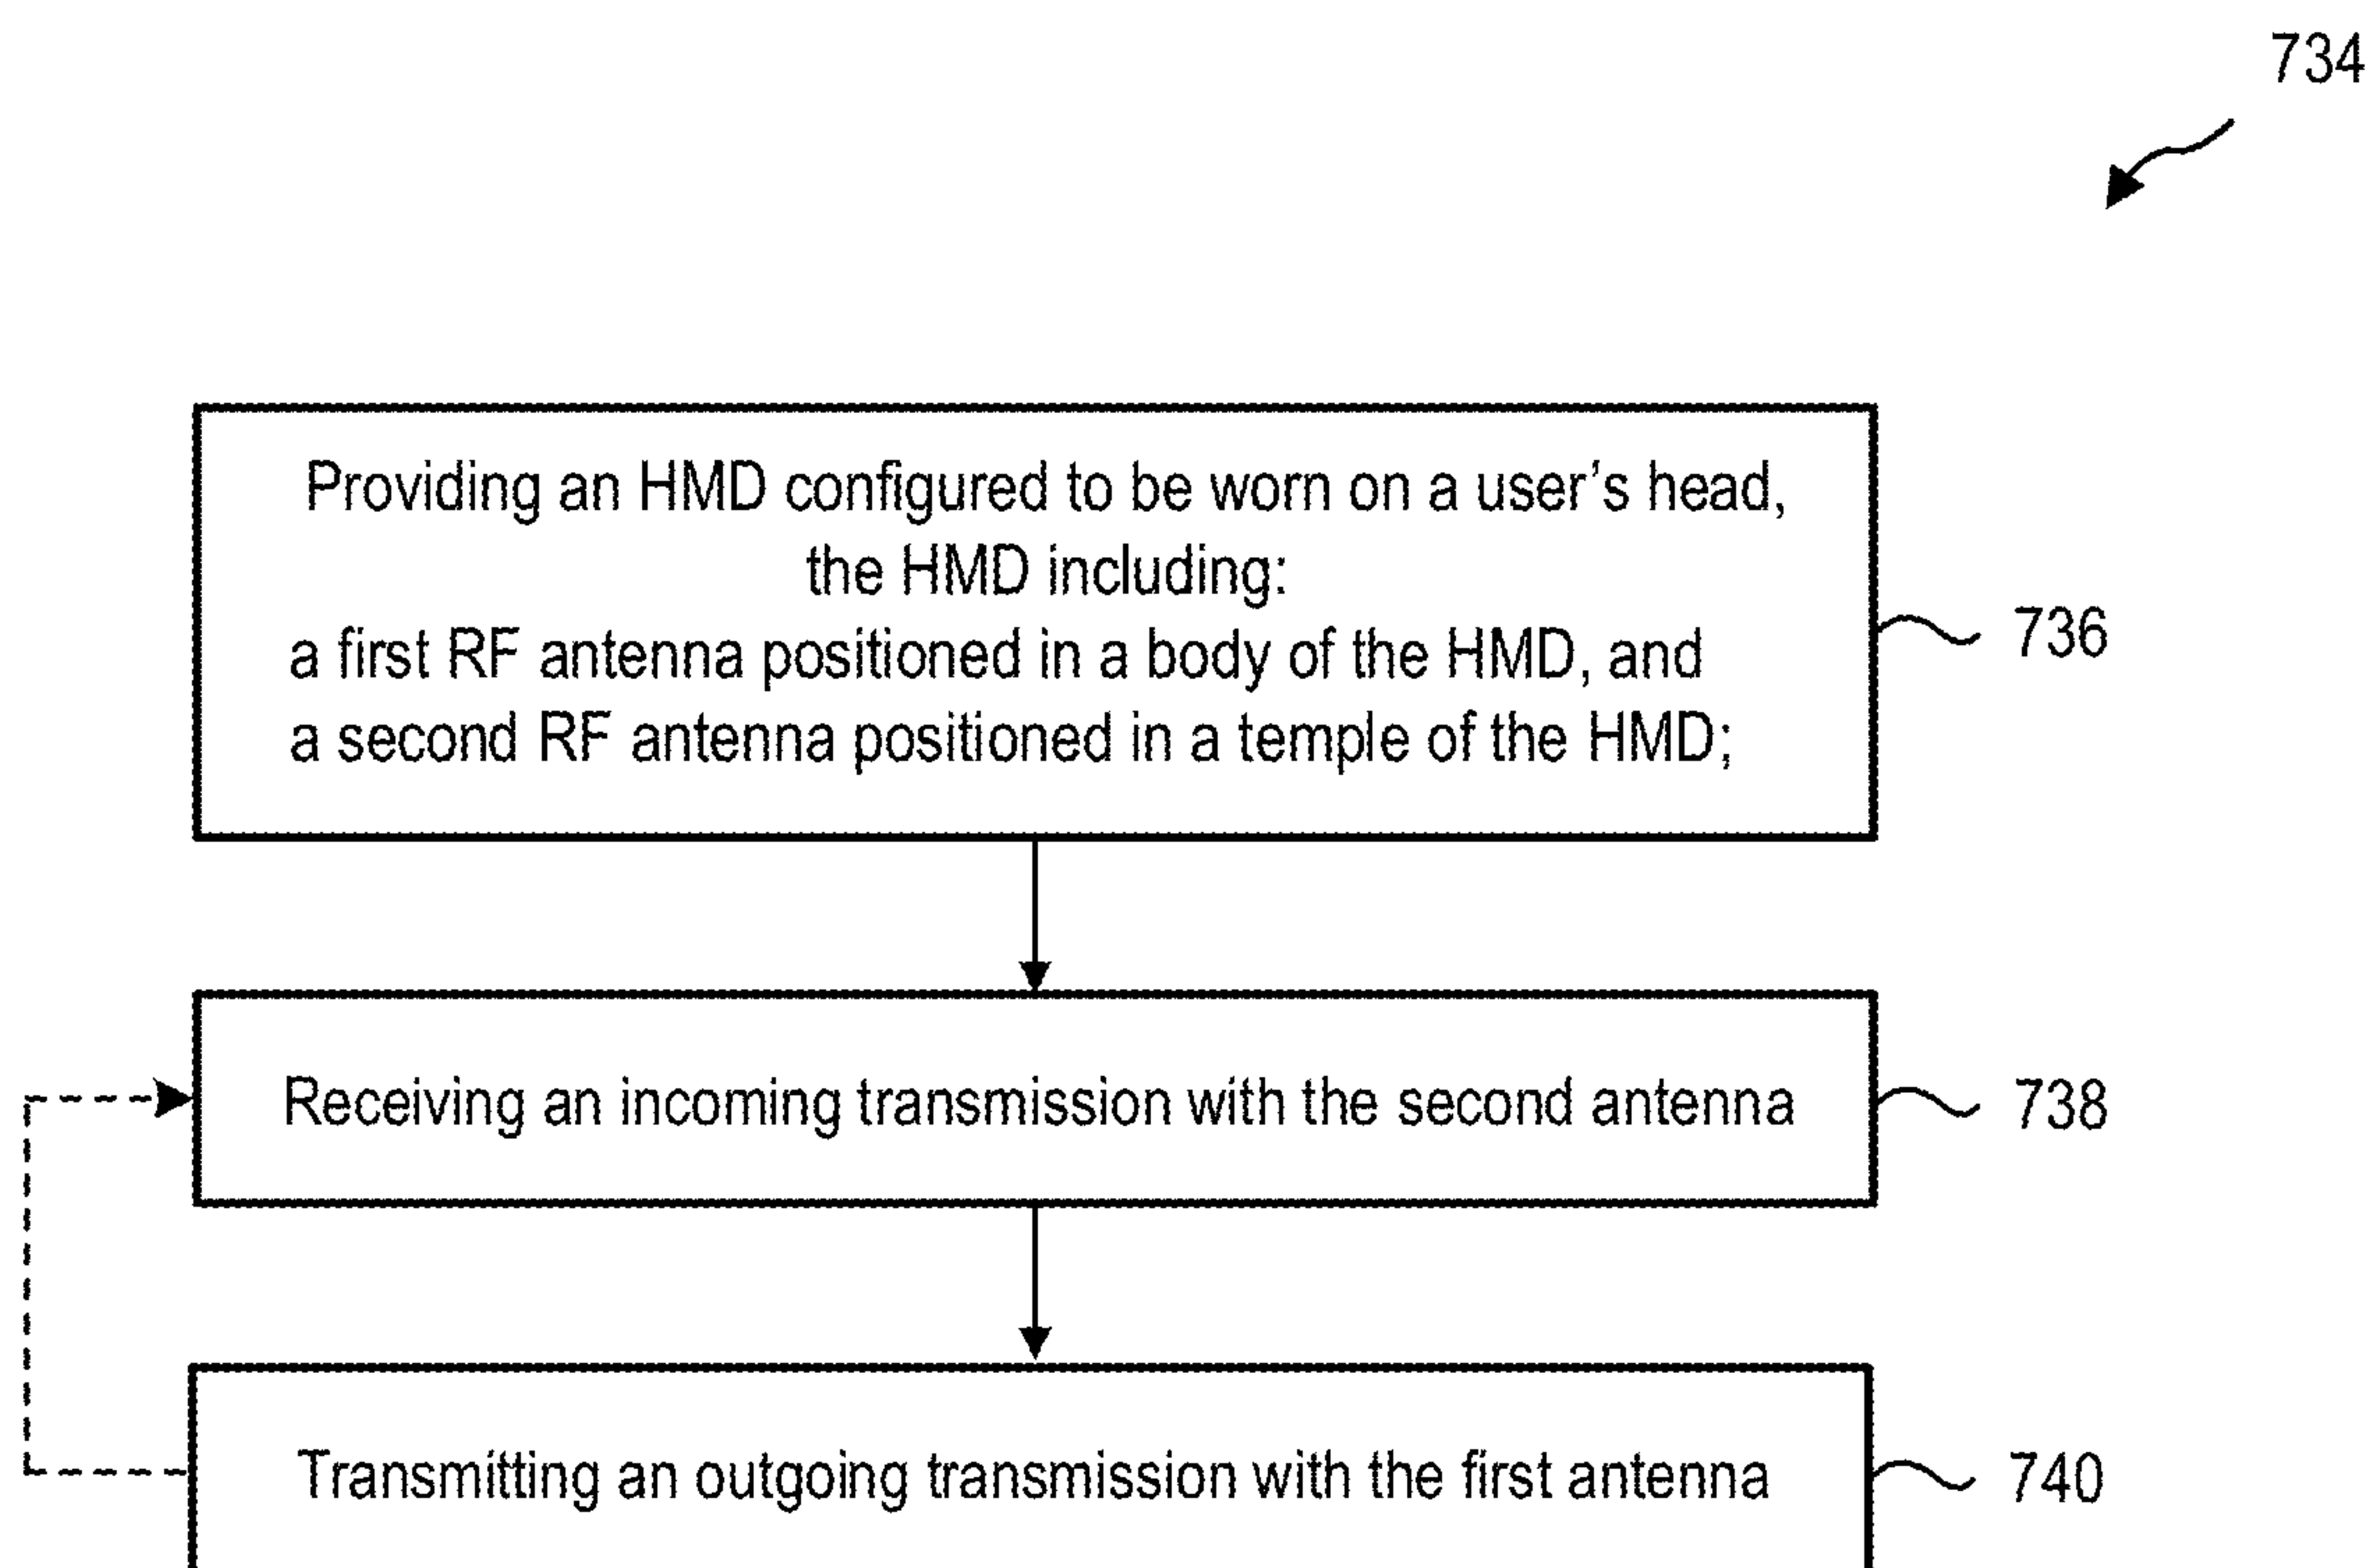 734
Providing an HMD configured to be worn on a user's head,
the HMD including:
a first RF antenna positioned in a body of the HMD, and
a second RF antenna positioned in a temple of the HMD;
736
Receiving an incoming transmission with the second antenna
738
Transmitting an outgoing transmission with the first antenna
740